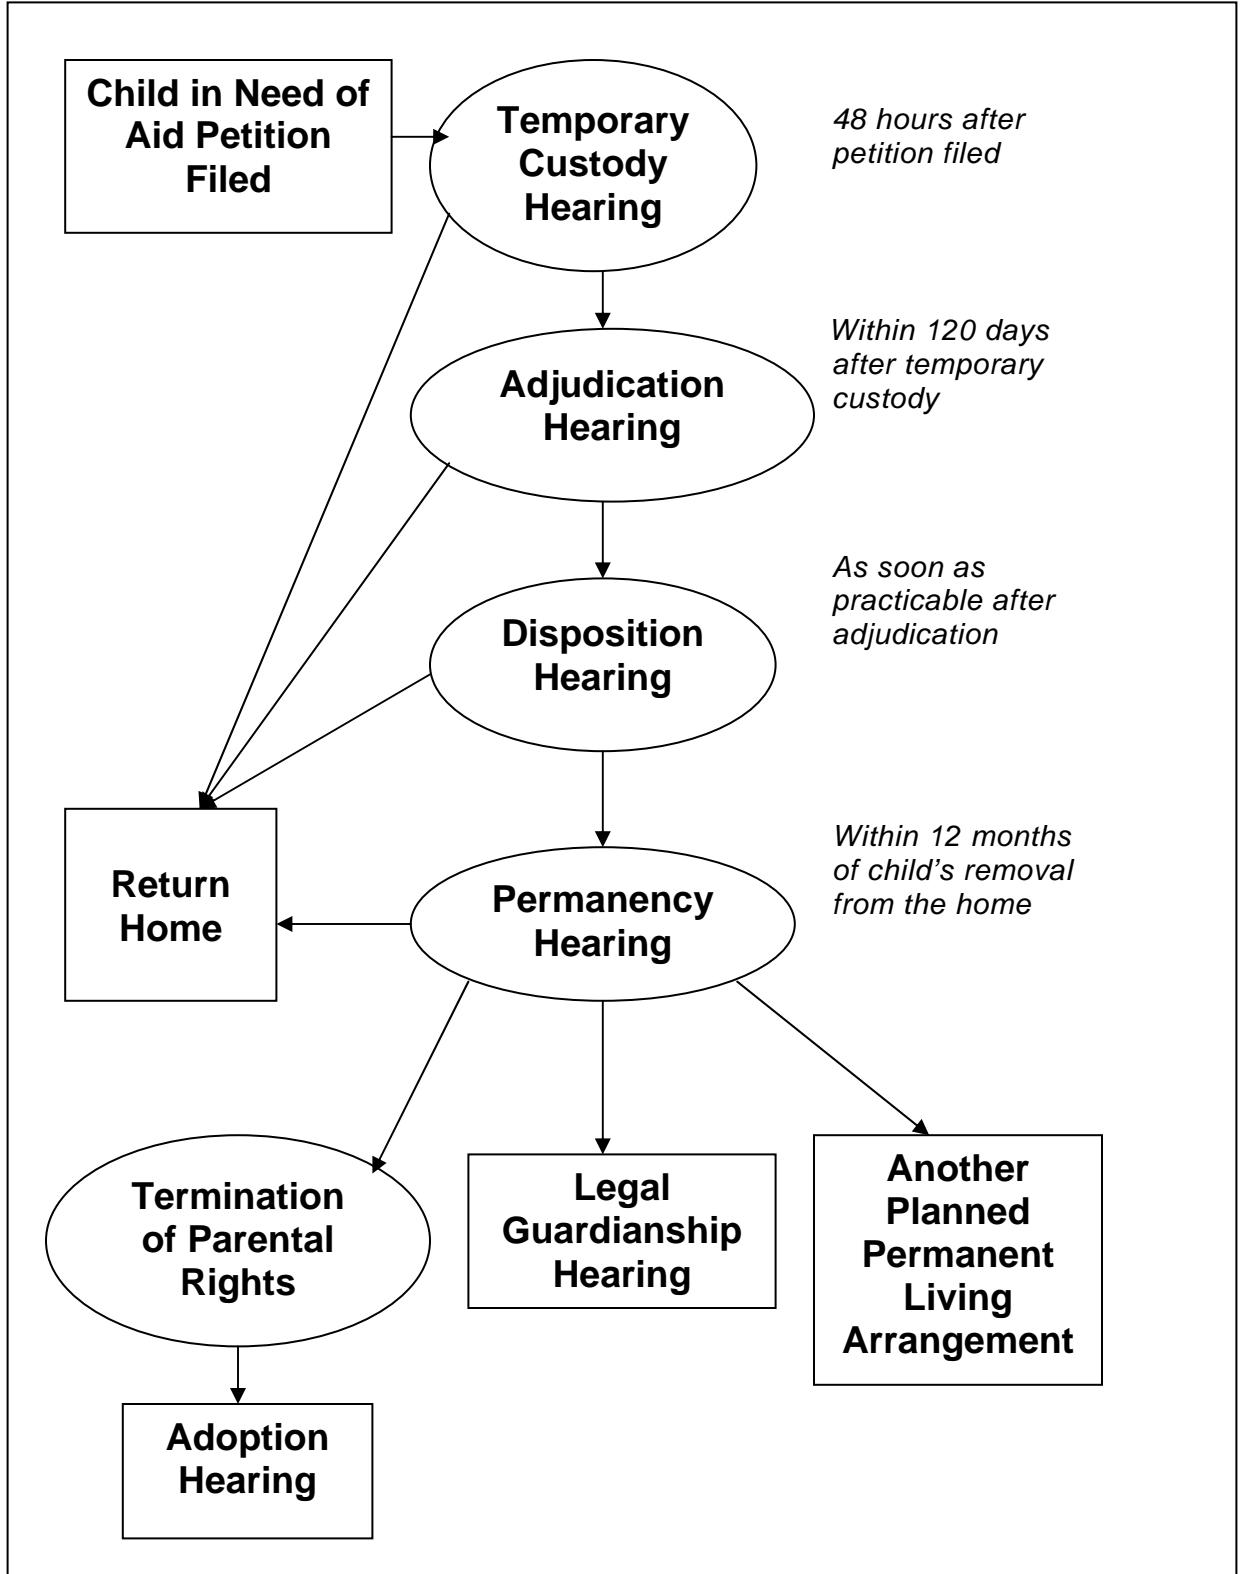 Child in Need of
Aid Petition
Filed
Temporary
Custody
Hearing
48 hours after
petition filed
Within 120 days
after temporary
custody
Adjudication
Hearing
As soon as
practicable after
adjudication
Disposition
Hearing
Within 12 months
of child’s removal
from the home
Return
Home
Permanency
Hearing
Termination
of Parental
Rights
Legal
Guardianship
Hearing
Another
Planned
Permanent
Living
Arrangement
Adoption
Hearing